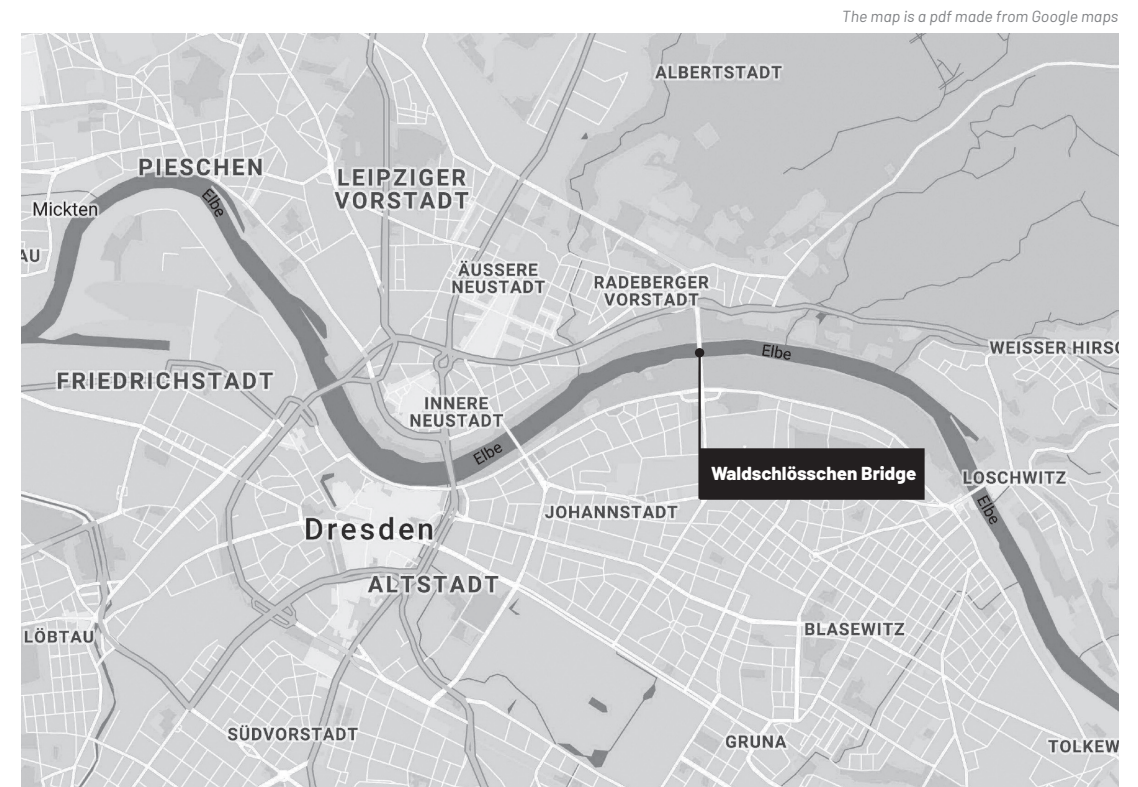 The map is a pdf made from Google maps
ALBERTSTADT
PIESCHEN
LEIPZIGER
VORSTADT
Mickten
Elbe
AU
ÄUSSERE
NEUSTADT
RADEBERGER
VORSTADT
Elbe
WEISSER HIRSC
FRIEDRICHSTADT
INNERE
NEUSTADT
Elbe
Waldschlösschen Bridge
LOSCHWITZ
Elbe
JOHANNSTADT
Dresden
ALTSTADT
BLASEWITZ
LÖBTAU
SÜDVORSTADT
GRUNA
TOLKEW